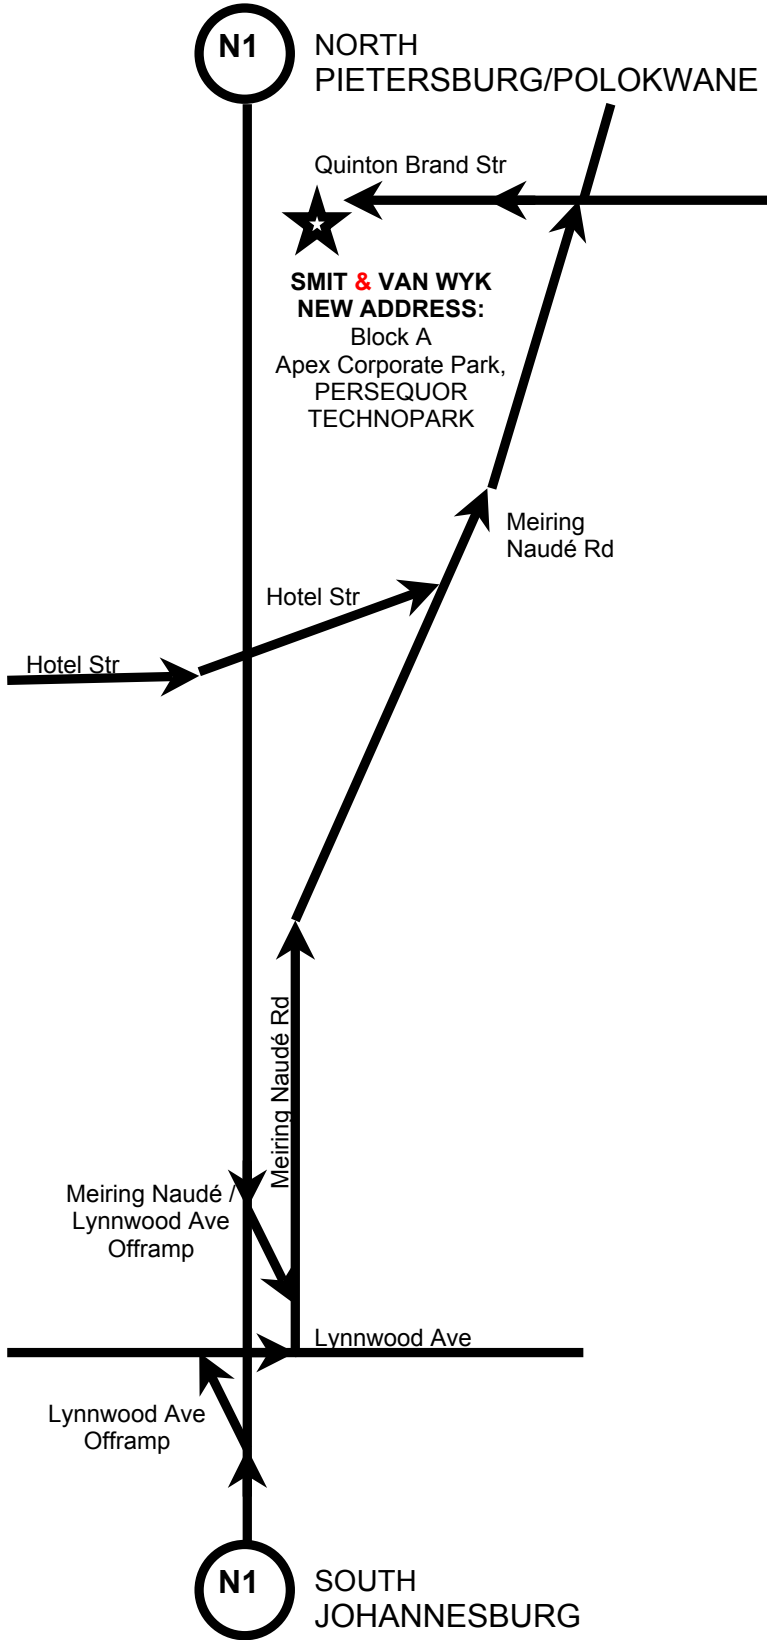 N1
NORTH
PIETERSBURG/POLOKWANE
Quinton Brand Str
SMIT & VAN WYK
NEW ADDRESS:
Block A
Apex Corporate Park,
PERSEQUOR
TECHNOPARK
Meiring
Naudé Rd
Hotel Str
Hotel Str
Meiring Naudé Rd
Meiring Naudé /
Lynnwood Ave
Offramp
Lynnwood Ave
Lynnwood Ave
Offramp
N1
SOUTH
JOHANNESBURG